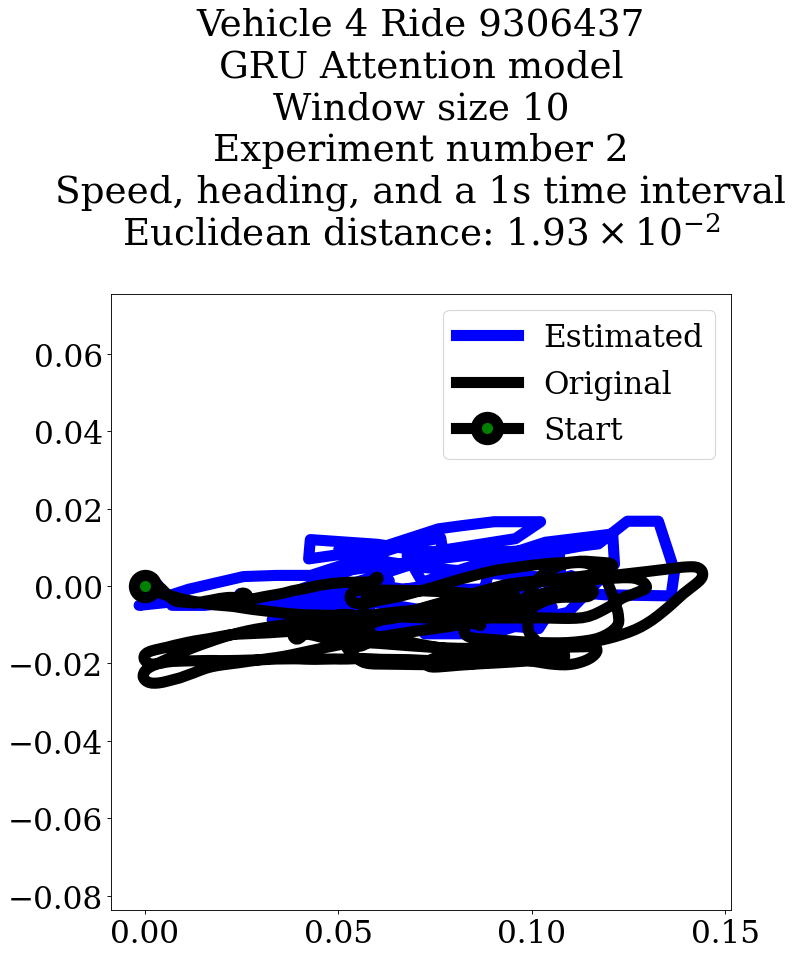 Vehicle 4 Ride 9306437
GRU Attention model
Window size 10
Experiment number 2
Speed, heading, and a 1s time interval
Euclidean distance: 1.93 × 10⁻²
Estimated
Original
Start
0.06
0.04
0.02
0.00
−0.02
−0.04
−0.06
−0.08
0.00 0.05 0.10 0.15